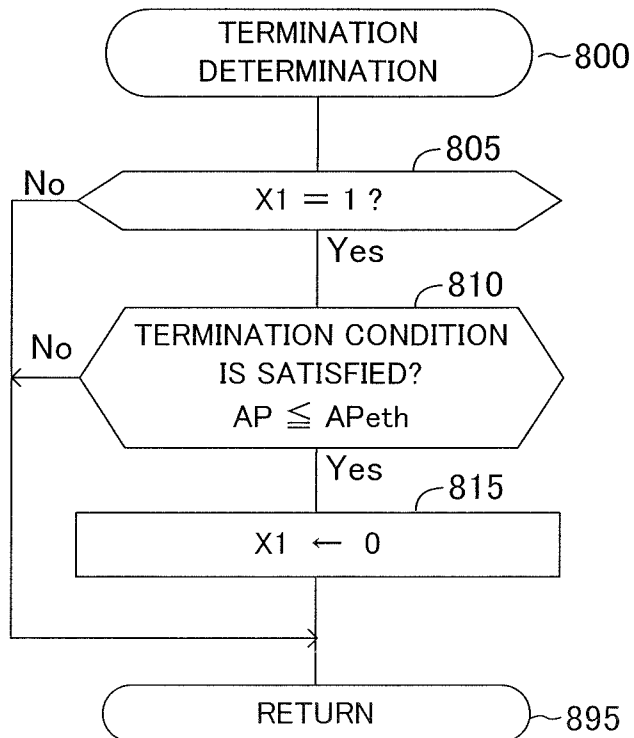 TERMINATION
DETERMINATION
800
805
No
X1 = 1 ?
Yes
810
No
TERMINATION CONDITION
IS SATISFIED?
AP ≦ APeth
Yes
815
X1 ← 0
RETURN
895